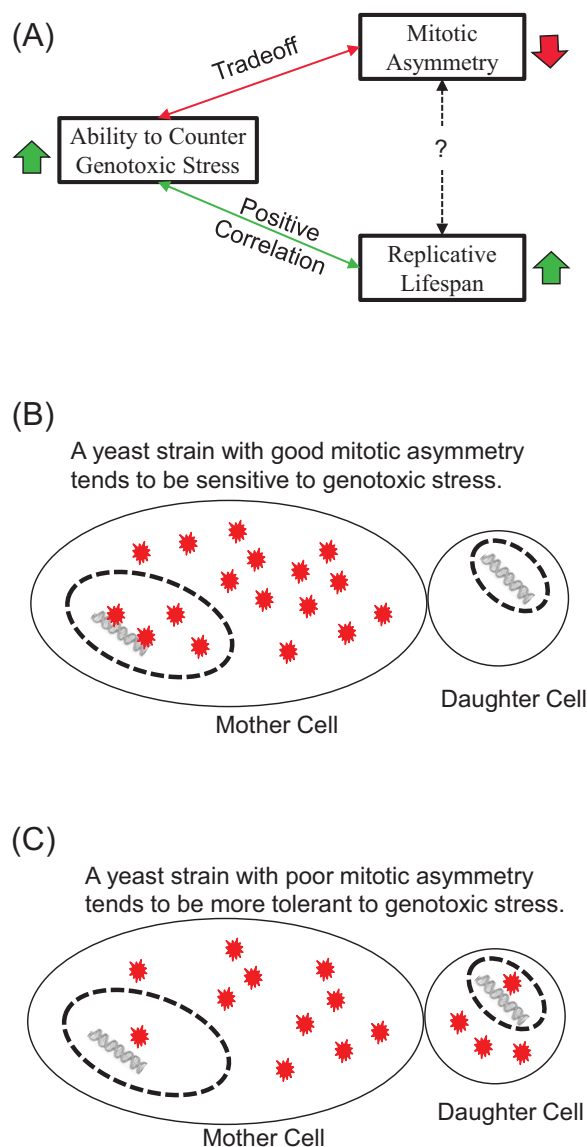 (A)
Mitotic
Asymmetry
Tradeoff
Ability to Counter
Genotoxic Stress
?
Positive
Correlation
Replicative
Lifespan
(B)
A yeast strain with good mitotic asymmetry
tends to be sensitive to genotoxic stress.
Daughter Cell
Mother Cell
(C)
A yeast strain with poor mitotic asymmetry
tends to be more tolerant to genotoxic stress.
Daughter Cell
Mother Cell